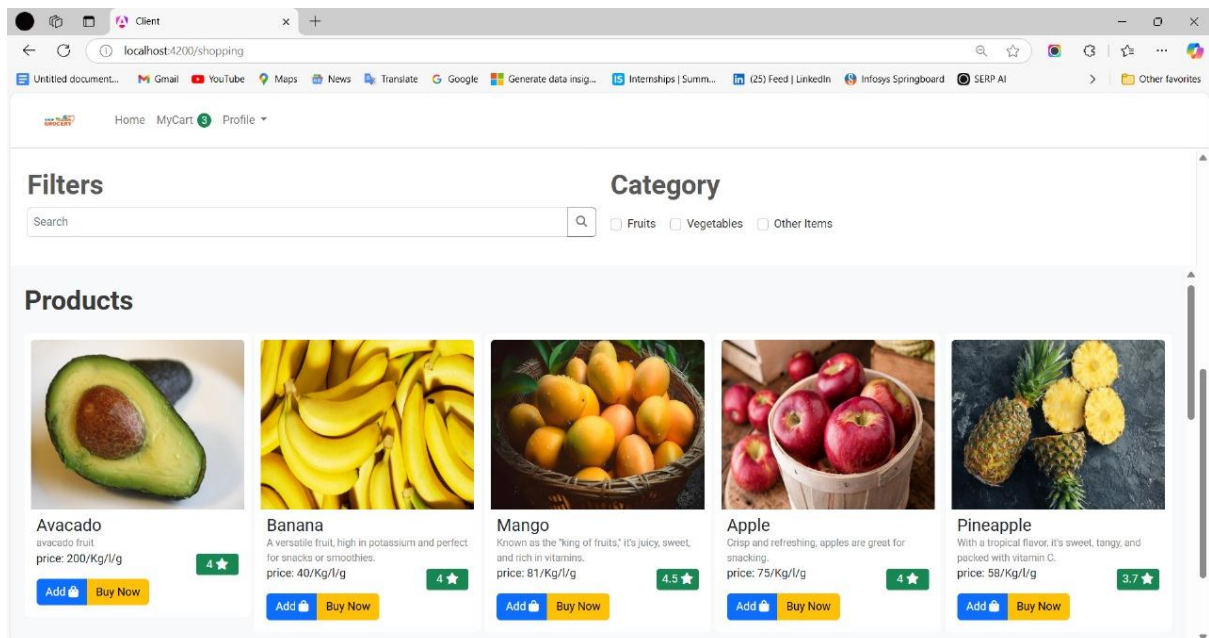 Client
localhost:4200/shopping
Untitled document... Gmail YouTube Maps News Translate Google Generate data insig... Internships | Summ... (25) Feed | LinkedIn Infosys Springboard SERP AI Other favorites
GROCERY Home MyCart 3 Profile
Filters Category
Search Fruits Vegetables Other Items
Products
Avacado
avacado fruit
price: 200/Kg/l/g
4
Add Buy Now
Banana
A versatile fruit, high in potassium and perfect
for snacks or smoothies.
price: 40/Kg/l/g
4
Add Buy Now
Mango
Known as the "king of fruits," it's juicy, sweet,
and rich in vitamins.
price: 81/Kg/l/g
4.5
Add Buy Now
Apple
Crisp and refreshing, apples are great for
snacking.
price: 75/Kg/l/g
4
Add Buy Now
Pineapple
With a tropical flavor, it's sweet, tangy, and
packed with vitamin C.
price: 58/Kg/l/g
3.7
Add Buy Now